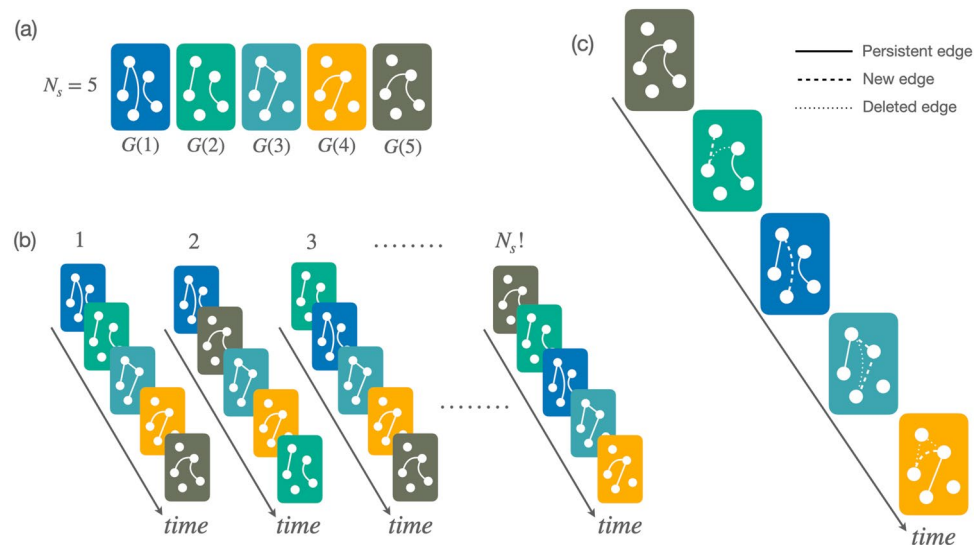 (a)
N_s = 5
G(1) G(2) G(3) G(4) G(5)
(b)
1 2 3 ........ N_s!
........
time time time time
(c)
Persistent edge
New edge
Deleted edge
time